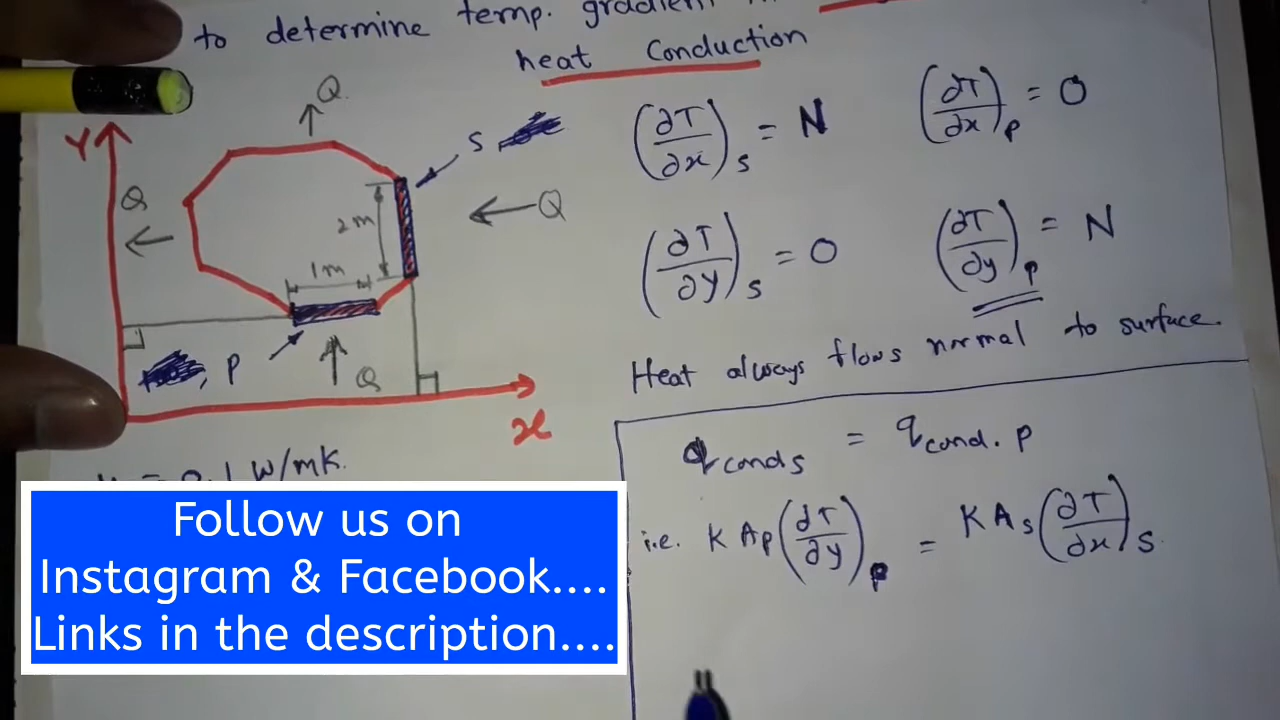 to determine temp. gradient
heat Conduction
Y
Q
Q
S
2m
1m
Q
P
Q
x
(∂T/∂x)s = N
(∂T/∂x)p = 0
(∂T/∂y)s = 0
(∂T/∂y)p = N
Heat always flows normal to surface.
qconds = qcond. p
i.e. K Ap (∂T/∂y)p = K As (∂T/∂x)s
W/mK.
Follow us on
Instagram & Facebook....
Links in the description....